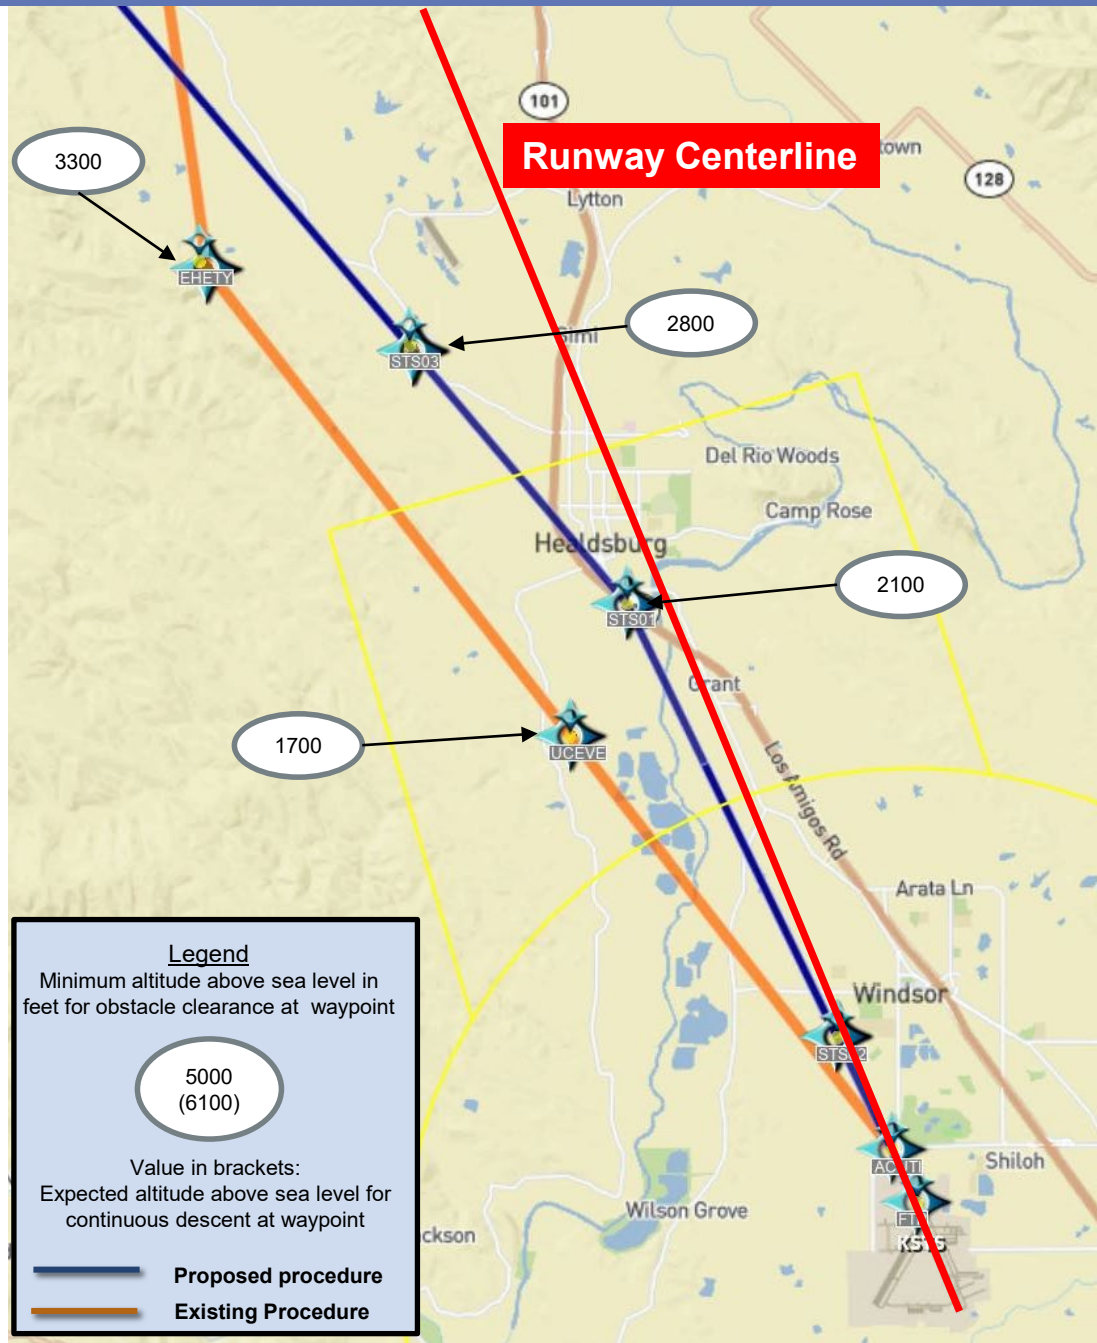 101
Runway Centerline
128
Lytton
3300
EHETY
2800
STS03
Del Rio Woods
Camp Rose
Healdsburg
2100
STS01
Grant
1700
UCEVE
Los Amigos Rd
Arata Ln
Windsor
Shiloh
Wilson Grove
KSTS
Legend
Minimum altitude above sea level in
feet for obstacle clearance at waypoint
5000
(6100)
Value in brackets:
Expected altitude above sea level for
continuous descent at waypoint
Proposed procedure
Existing Procedure